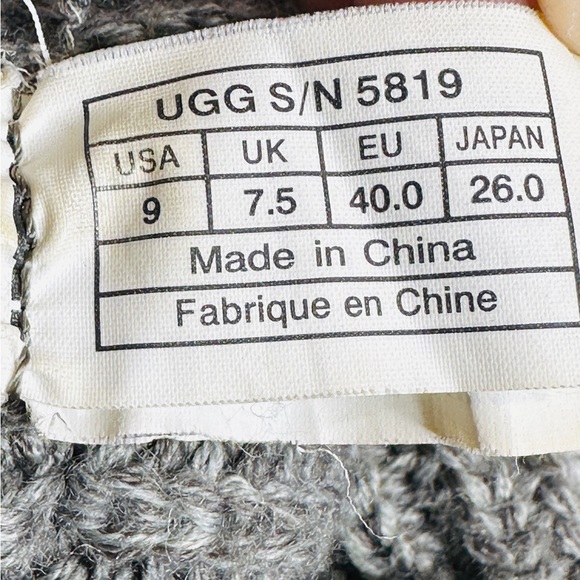 UGG S/N 5819
USA UK EU JAPAN
9 7.5 40.0 26.0
Made in China
Fabrique en Chine